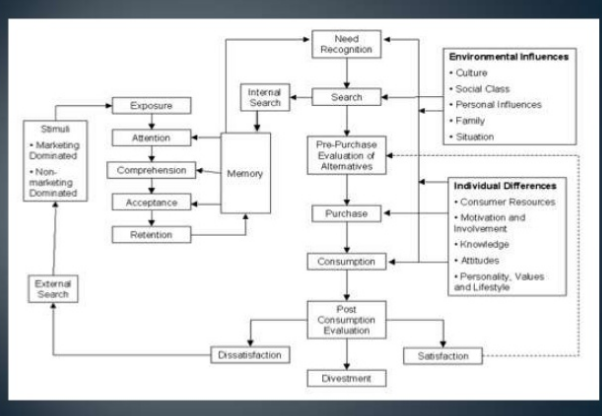 Need
Recognition
Environmental Influences
• Culture
• Social Class
• Personal Influences
• Family
• Situation
Internal
Search
Search
Exposure
Stimuli
• Marketing
Dominated
• Non-
marketing
Dominated
Attention
Pre-Purchase
Evaluation of
Alternatives
Comprehension
Memory
Individual Differences
• Consumer Resources
• Motivation and
Involvement
• Knowledge
• Attitudes
• Personality, Values
and Lifestyle
Acceptance
Purchase
Retention
Consumption
External
Search
Post
Consumption
Evaluation
Dissatisfaction
Satisfaction
Divestment